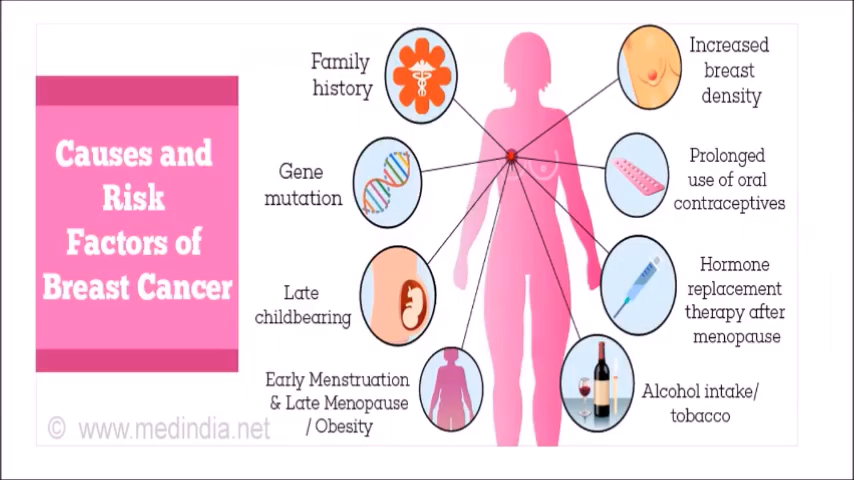 Causes and
Risk
Factors of
Breast Cancer
Family
history
Gene
mutation
Late
childbearing
Early Menstruation
& Late Menopause
/ Obesity
Increased
breast
density
Prolonged
use of oral
contraceptives
Hormone
replacement
therapy after
menopause
Alcohol intake/
tobacco
© www.medindia.net